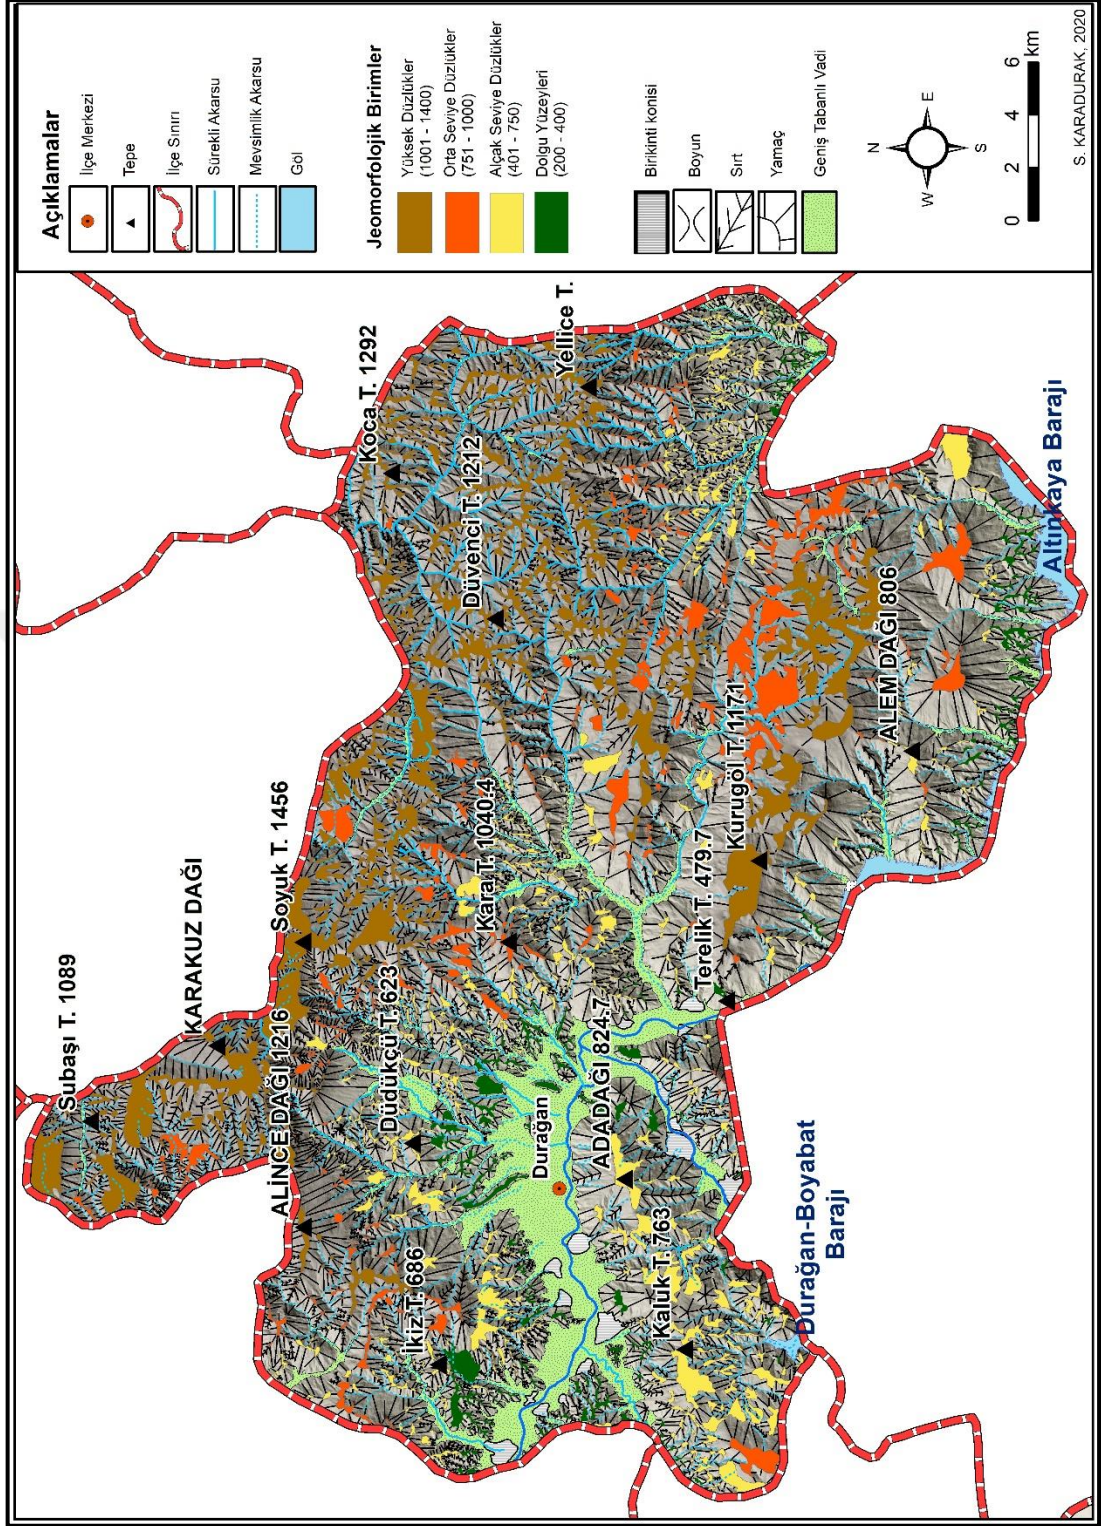 Açıklamalar
İlçe Merkezi
Tepe
İlçe Sınırı
Sürekli Akarsu
Mevsimlik Akarsu
Göl
Jeomorfolojik Birimler
Yüksek Düzlükler
(1001 - 1400)
Orta Seviye Düzlükler
(751 - 1000)
Alçak Seviye Düzlükler
(401 - 750)
Dolgu Yüzeyleri
(200 - 400)
Birikinti konisi
Boyun
Sırt
Yamaç
Geniş Tabanlı Vadi
N
E
S
W
0 2 4 6 km
S. KARADURAK, 2020
Subaşı T. 1089
KARAKUZ DAĞI
Soyuk T. 1456
ALİNCE DAĞI 1216
Koca T. 1292
Yellice T.
Düvenci T. 1212
Kara T. 1040.4
Düdükçü T. 623
İkiz T. 686
Durağan
ADADAĞI 824.7
Kaluk T. 763
Terelik T. 479.7
Kurugöl T. 1171
ALEM DAĞI 806
Durağan-Boyabat
Barajı
Altınkaya Barajı